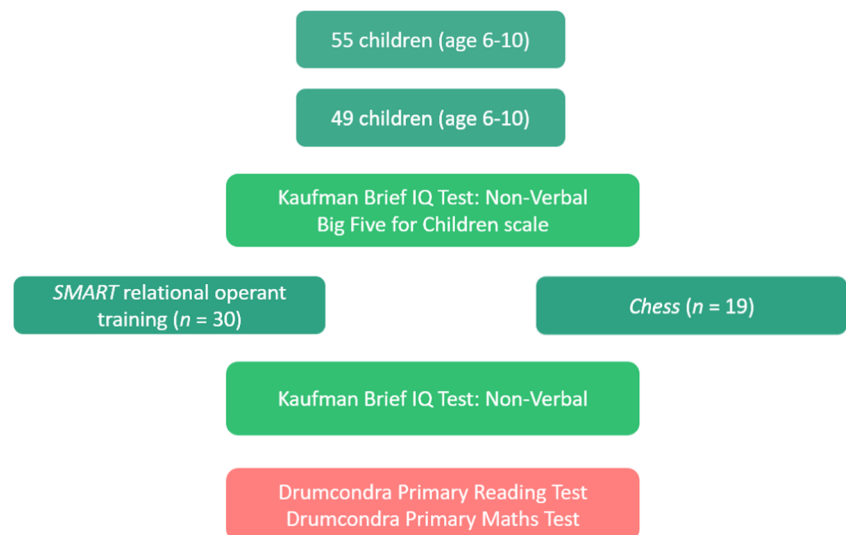 55 children (age 6-10)
49 children (age 6-10)
Kaufman Brief IQ Test: Non-Verbal
Big Five for Children scale
SMART relational operant
training (n = 30)
Chess (n = 19)
Kaufman Brief IQ Test: Non-Verbal
Drumcondra Primary Reading Test
Drumcondra Primary Maths Test